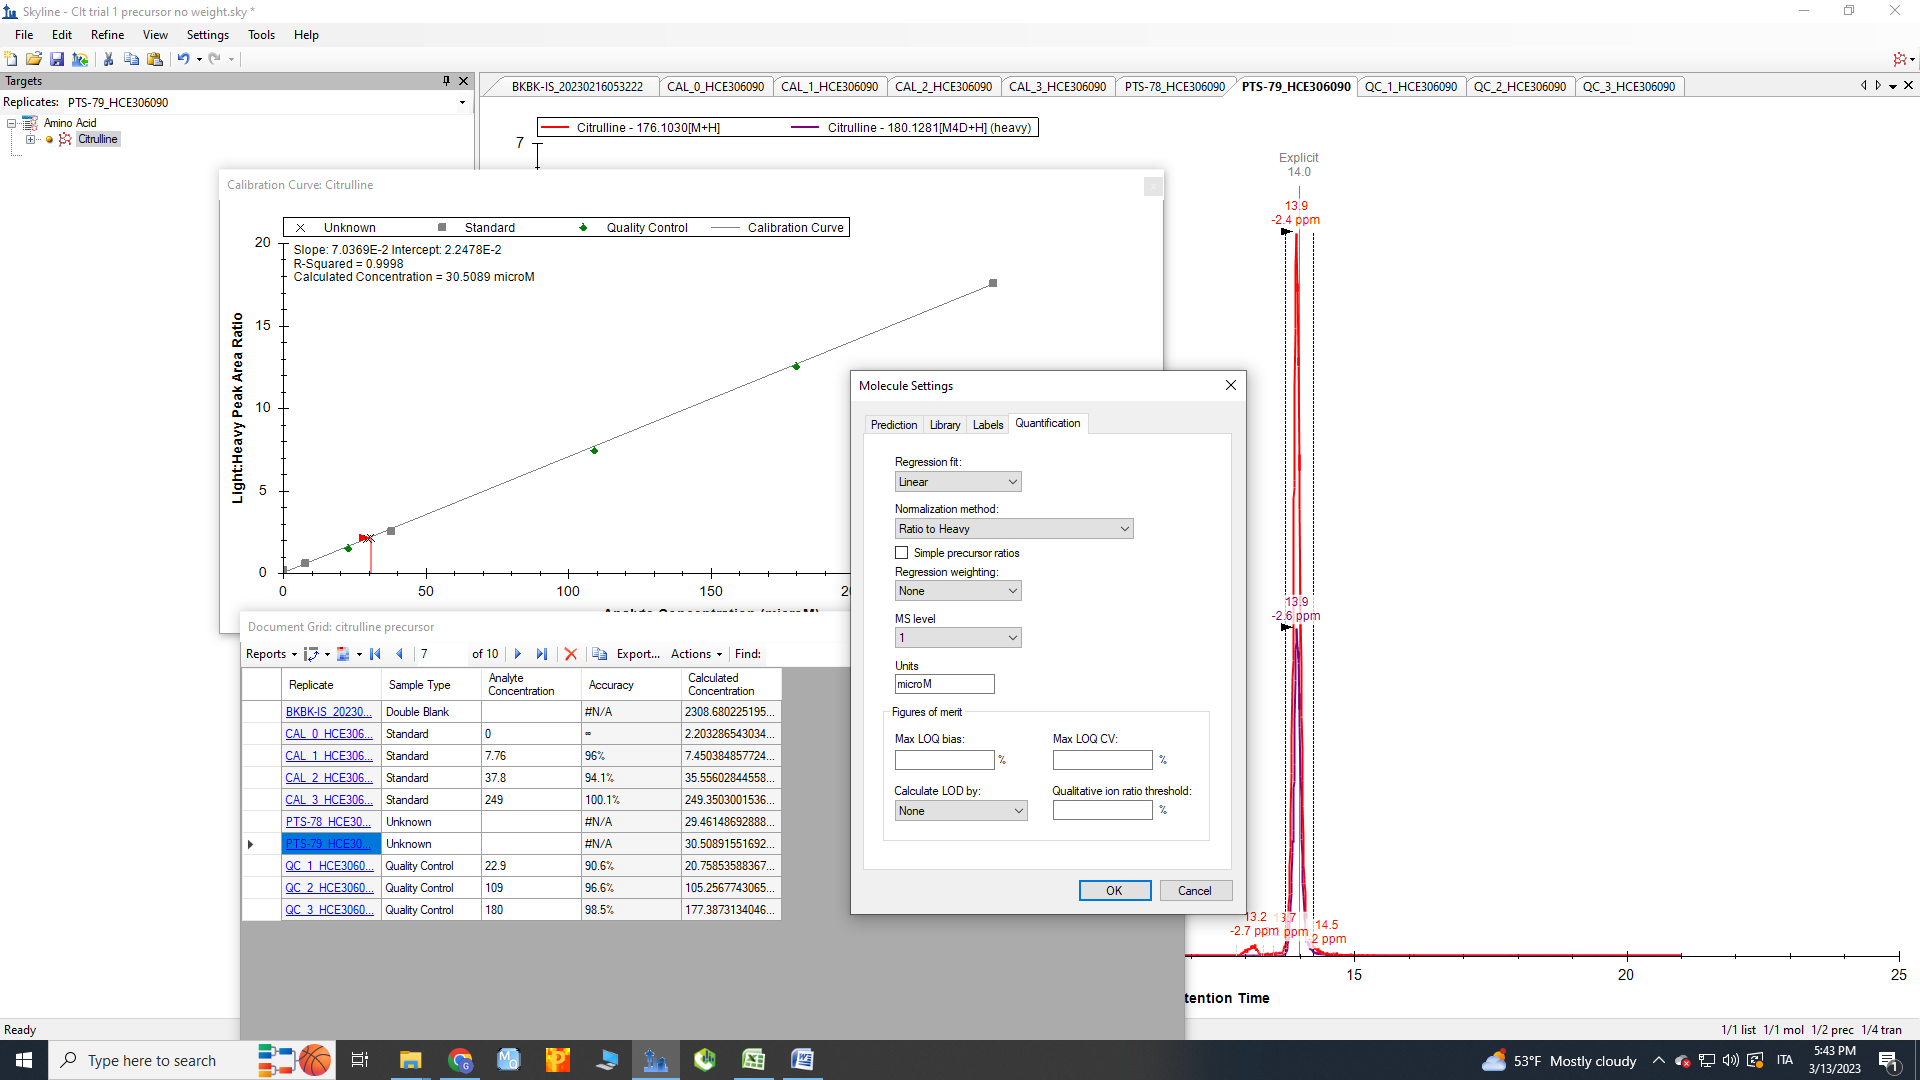 Skyline - Clt trial 1 precursor no weight.sky *
File Edit Refine View Settings Tools Help
Targets
Replicates: PTS-79_HCE306090
Amino Acid
Citrulline
BKBK-IS_20230216053222 CAL_0_HCE306090 CAL_1_HCE306090 CAL_2_HCE306090 CAL_3_HCE306090 PTS-78_HCE306090 PTS-79_HCE306090 QC_1_HCE306090 QC_2_HCE306090 QC_3_HCE306090
Citrulline - 176.1030[M+H] Citrulline - 180.1281[M4D+H] (heavy)
7
Explicit
14.0
13.9
-2.4 ppm
13.9
-2.6 ppm
13.2
-2.7 ppm
14.5
15 20 25
tention Time
Calibration Curve: Citrulline
Unknown Standard Quality Control Calibration Curve
Slope: 7.0369E-2 Intercept: 2.2478E-2
R-Squared = 0.9998
Calculated Concentration = 30.5089 microM
Light:Heavy Peak Area Ratio
20
15
10
5
0
0 50 100 150
Analyte Concentration (microM)
Document Grid: citrulline precursor
Reports 7 of 10 Export... Actions Find:
Replicate Sample Type Analyte Concentration Accuracy Calculated Concentration
BKBK-IS_20230... Double Blank #N/A 2308.680225195...
CAL_0_HCE306... Standard 0 ∞ 2.203286543034...
CAL_1_HCE306... Standard 7.76 96% 7.450384857724...
CAL_2_HCE306... Standard 37.8 94.1% 35.55602844558...
CAL_3_HCE306... Standard 249 100.1% 249.3503001536...
PTS-78_HCE30... Unknown #N/A 29.46148692888...
PTS-79_HCE30... Unknown #N/A 30.50891551692...
QC_1_HCE3060... Quality Control 22.9 90.6% 20.75853588367...
QC_2_HCE3060... Quality Control 109 96.6% 105.2567743065...
QC_3_HCE3060... Quality Control 180 98.5% 177.3873134046...
Molecule Settings
Prediction Library Labels Quantification
Regression fit:
Linear
Normalization method:
Ratio to Heavy
Simple precursor ratios
Regression weighting:
None
MS level
1
Units
microM
Figures of merit
Max LOQ bias: Max LOQ CV:
% %
Calculate LOD by: Qualitative ion ratio threshold:
None %
OK Cancel
Ready 1/1 list 1/1 mol 1/2 prec 1/4 tran
Type here to search
53°F Mostly cloudy
ITA
5:43 PM
3/13/2023
1